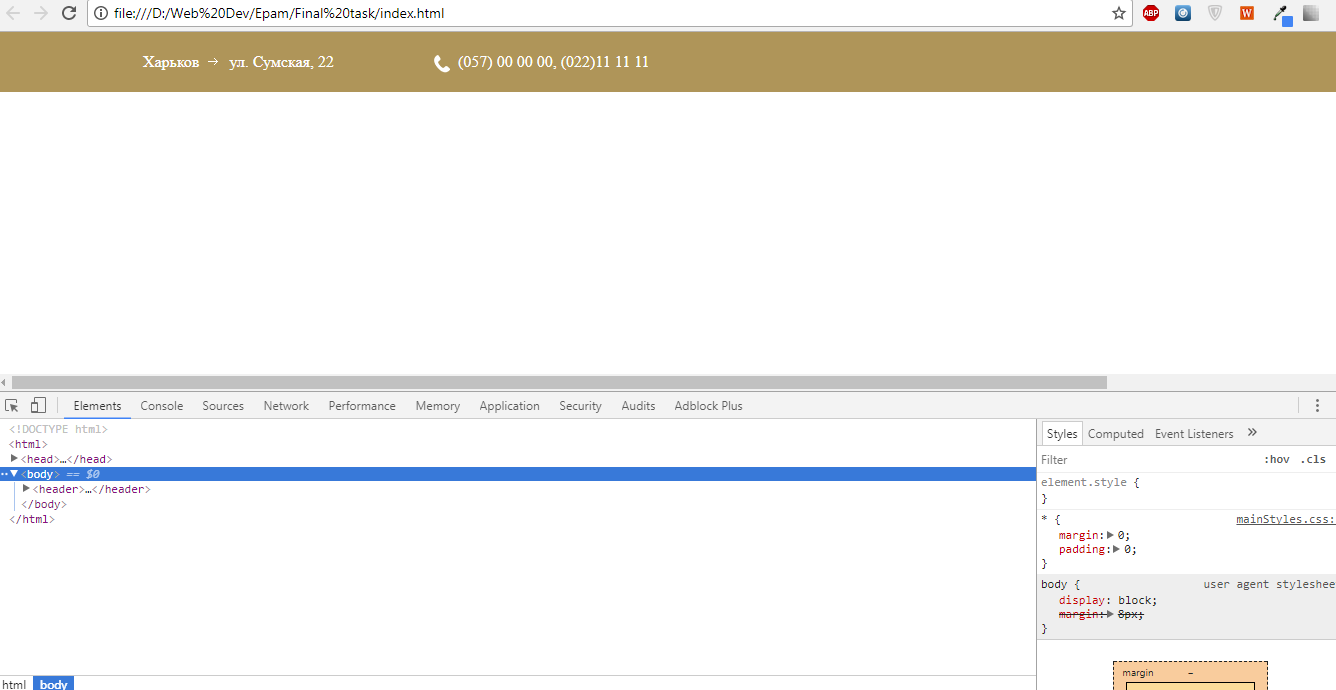 file:///D:/Web%20Dev/Epam/Final%20task/index.html
ABP
W
Харьков → ул. Сумская, 22
(057) 00 00 00, (022)11 11 11
Elements Console Sources Network Performance Memory Application Security Audits Adblock Plus
<!DOCTYPE html>
<html>
<head>…</head>
<body> == $0
<header>…</header>
</body>
</html>
html body
Styles Computed Event Listeners »
Filter :hov .cls
element.style {
}
* { mainStyles.css:
margin: 0;
padding: 0;
}
body { user agent styleshee
display: block;
margin: 8px;
}
margin –